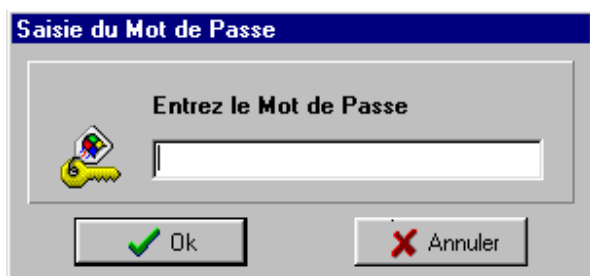 Saisie du Mot de Passe
Entrez le Mot de Passe
Ok
Annuler